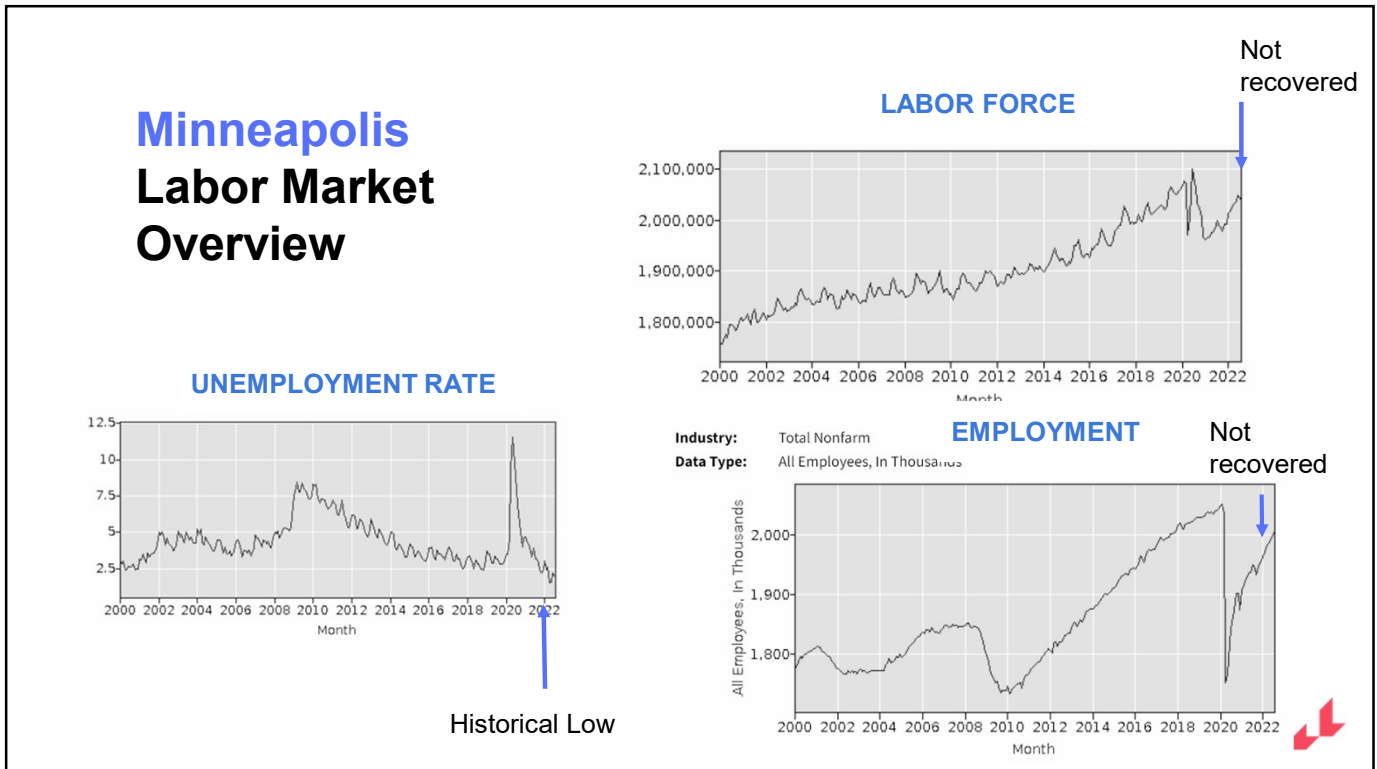 Minneapolis
Labor Market
Overview
UNEMPLOYMENT RATE
12.5
10
7.5
5
2.5
2000 2002 2004 2006 2008 2010 2012 2014 2016 2018 2020 2022
Month
Historical Low
LABOR FORCE
Not
recovered
2,100,000
2,000,000
1,900,000
1,800,000
2000 2002 2004 2006 2008 2010 2012 2014 2016 2018 2020 2022
Month
Industry: Total Nonfarm
Data Type: All Employees, In Thousands
EMPLOYMENT
Not
recovered
All Employees, In Thousands
2,000
1,900
1,800
2000 2002 2004 2006 2008 2010 2012 2014 2016 2018 2020 2022
Month